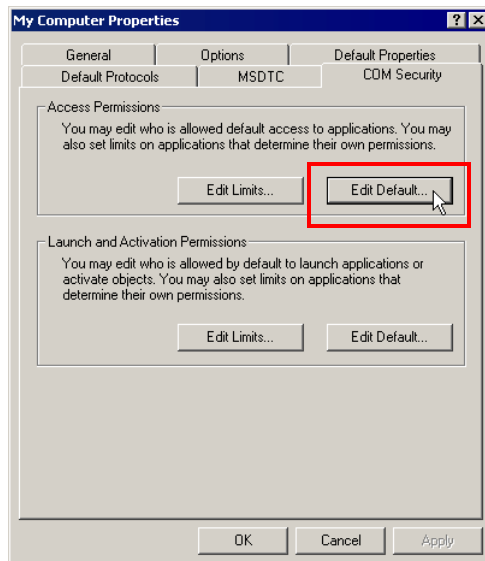 My Computer Properties
General Options Default Properties
Default Protocols MSDTC COM Security
Access Permissions
You may edit who is allowed default access to applications. You may
also set limits on applications that determine their own permissions.
Edit Limits... Edit Default...
Launch and Activation Permissions
You may edit who is allowed by default to launch applications or
activate objects. You may also set limits on applications that
determine their own permissions.
Edit Limits... Edit Default...
OK Cancel Apply